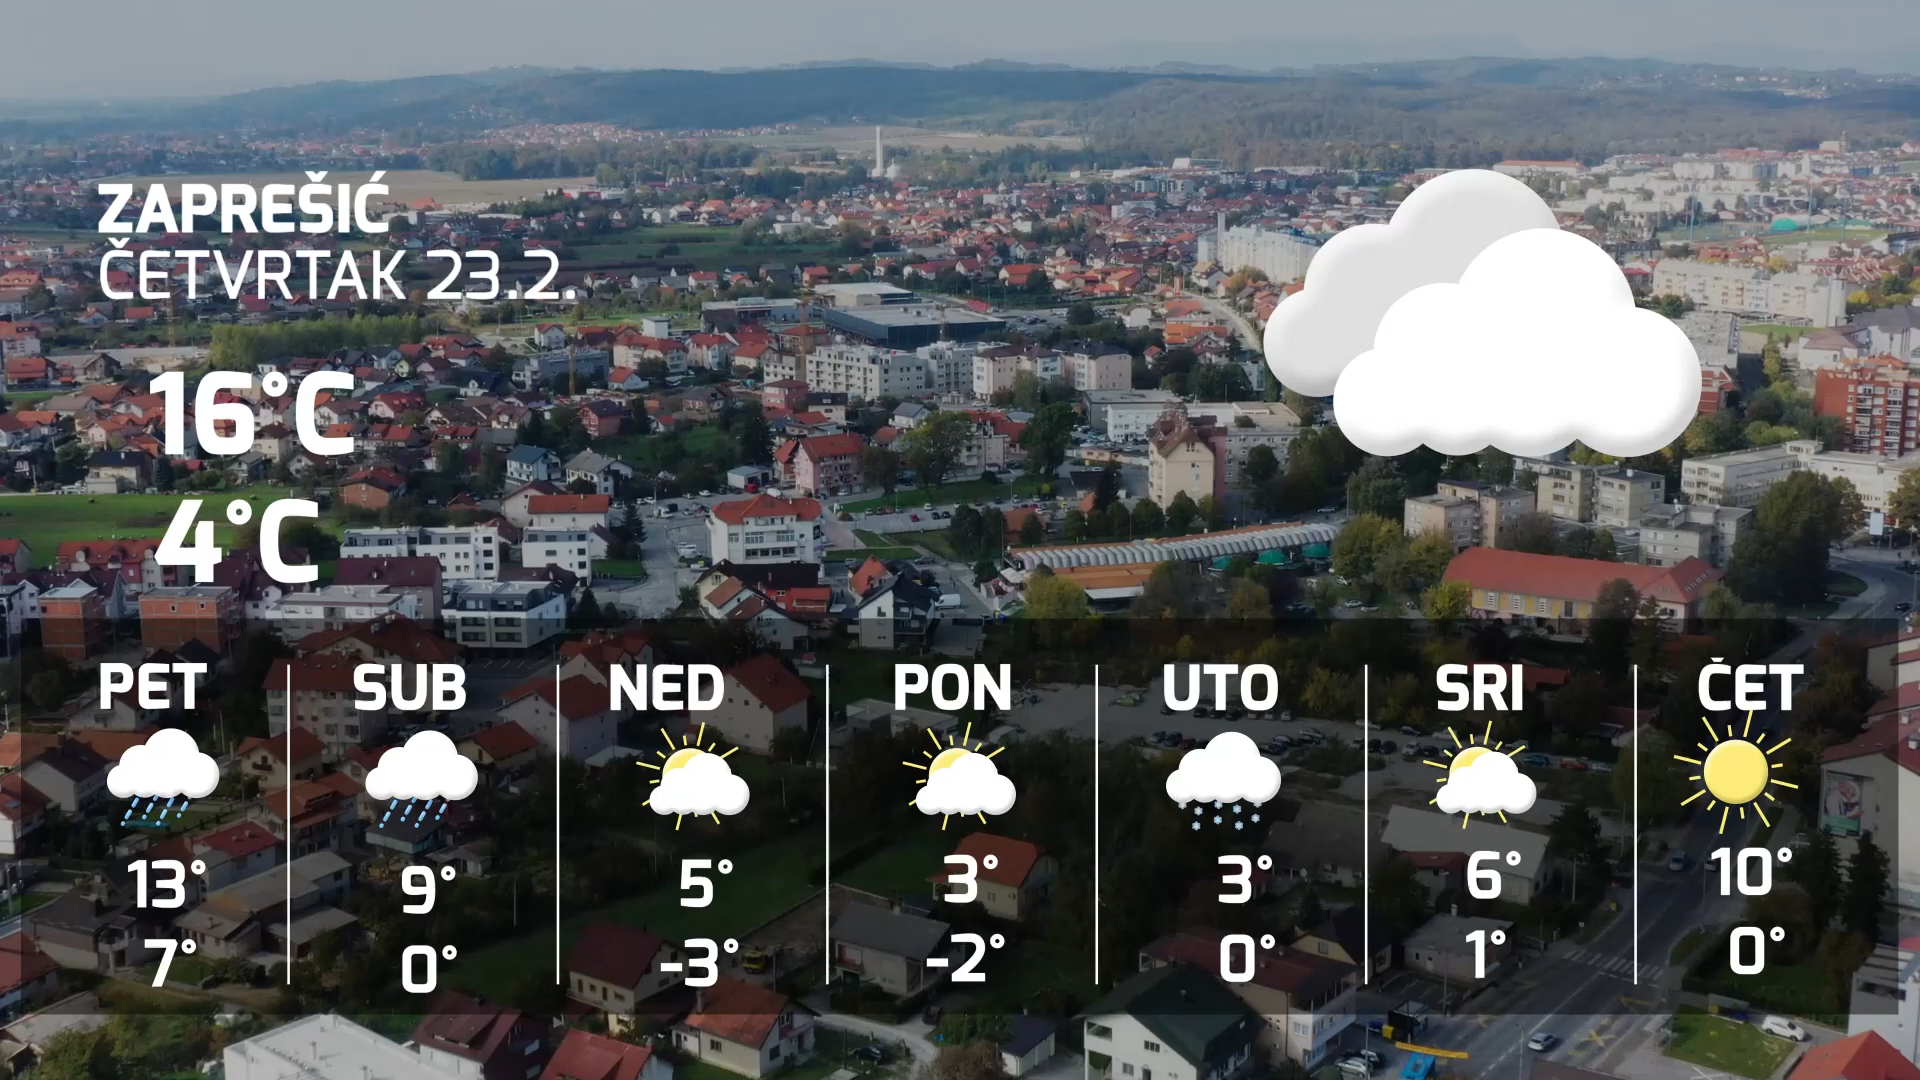 ZAPREŠIĆ
ČETVRTAK 23.2.
16°C
4°C
PET SUB NED PON UTO SRI ČET
13° 9° 5° 3° 3° 6° 10°
7° 0° -3° -2° 0° 1° 0°